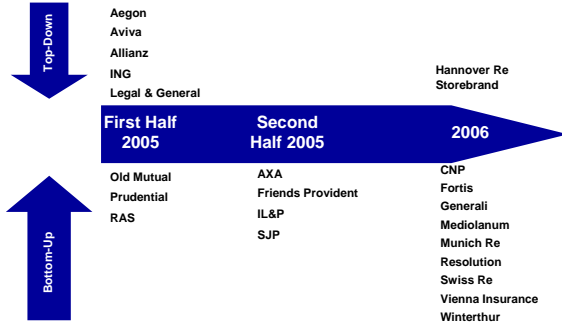 Top-Down
Aegon
Aviva
Allianz
ING
Legal & General
Hannover Re
Storebrand
First Half
2005
Second
Half 2005
2006
Bottom-Up
Old Mutual
Prudential
RAS
AXA
Friends Provident
IL&P
SJP
CNP
Fortis
Generali
Mediolanum
Munich Re
Resolution
Swiss Re
Vienna Insurance
Winterthur